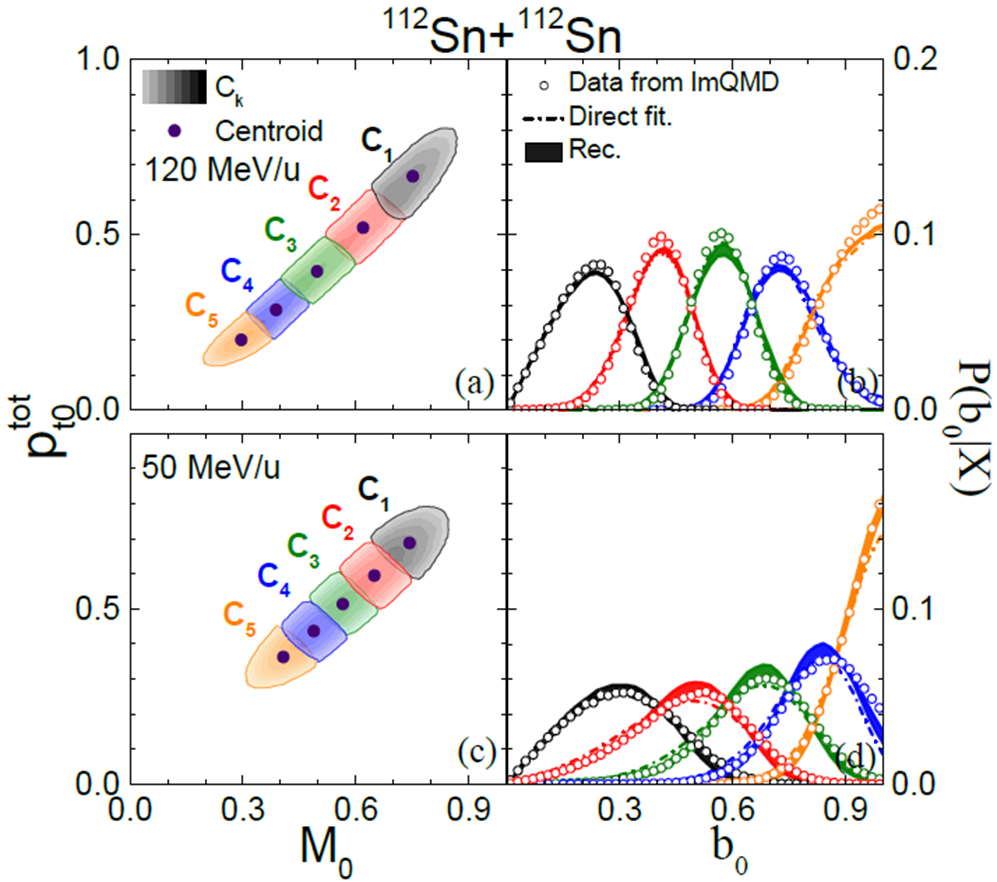 ¹¹²Sn+¹¹²Sn
1.0
0.5
0.0
C_k
Centroid
120 MeV/u
C₁
C₂
C₃
C₄
C₅
(a)
0.2
0.1
0.0
Data from ImQMD
Direct fit.
Rec.
(b)
p_t0^tot
P(b₀|X)
50 MeV/u
C₁
C₂
C₃
C₄
C₅
(c)
0.5
0.0
(d)
0.1
0.0
0.0 0.3 0.6 0.9
0.3 0.6 0.9
M₀
b₀